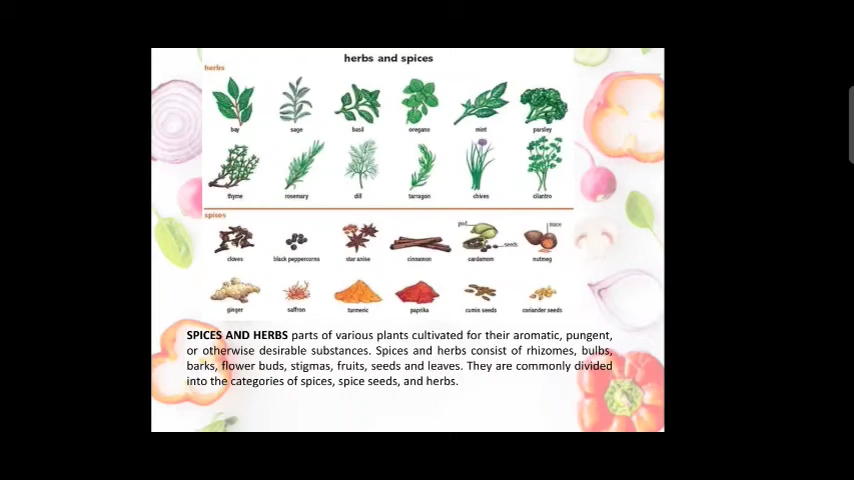 herbs and spices
herbs
bay sage basil oregano mint parsley
thyme rosemary dill tarragon chives cilantro
spices
pod mace
seeds
cloves black peppercorns star anise cinnamon cardamom nutmeg
ginger saffron turmeric paprika cumin seeds coriander seeds
SPICES AND HERBS parts of various plants cultivated for their aromatic, pungent,
or otherwise desirable substances. Spices and herbs consist of rhizomes, bulbs,
barks, flower buds, stigmas, fruits, seeds and leaves. They are commonly divided
into the categories of spices, spice seeds, and herbs.